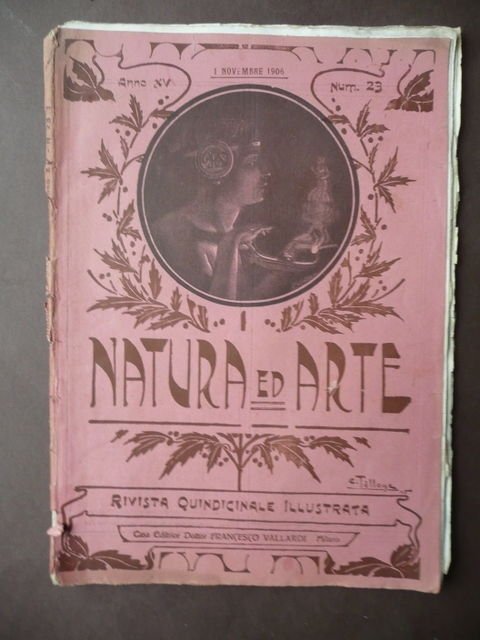 1 NOVEMBRE 1906
Anno XV
Num. 23
NATURA ED ARTE
RIVISTA QUINDICINALE ILLUSTRATA
Casa Editrice Dottor FRANCESCO VALLARDI Milano